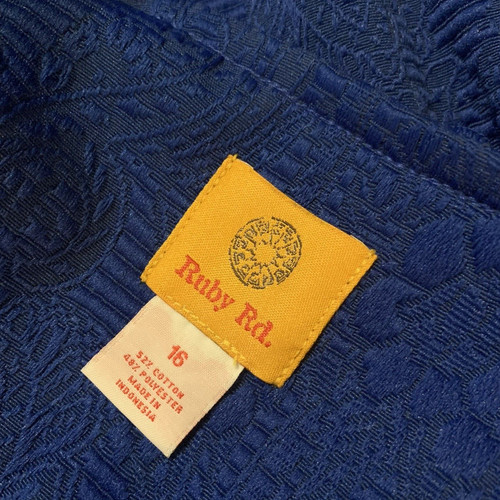 Ruby Rd.
16
52% COTTON
48% POLYESTER
MADE IN
INDONESIA